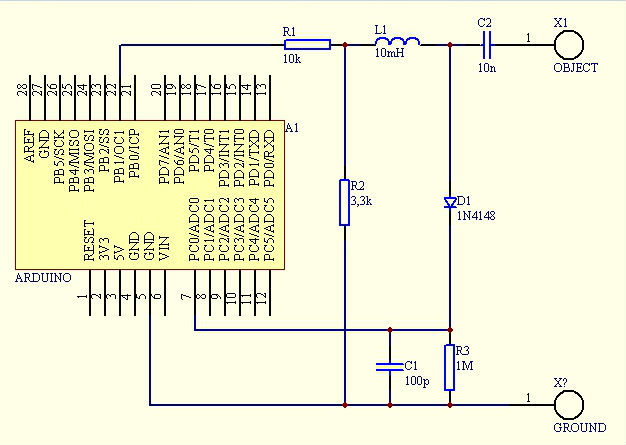 R1
10k
L1
10mH
C2
10n
X1
1
OBJECT
28
27
26
25
24
23
22
21
20
19
18
17
16
15
14
13
A1
AREF
GND
PB5/SCK
PB4/MISO
PB3/MOSI
PB2/SS
PB1/OC1
PB0/ICP
PD7/AN1
PD6/AN0
PD5/T1
PD4/T0
PD3/INT1
PD2/INT0
PD1/TXD
PD0/RXD
R2
3,3k
D1
1N4148
RESET
3V3
5V
GND
GND
VIN
PC0/ADC0
PC1/ADC1
PC2/ADC2
PC3/ADC3
PC4/ADC4
PC5/ADC5
ARDUINO
1
2
3
4
5
6
7
8
9
10
11
12
C1
100p
R3
1M
X?
1
GROUND